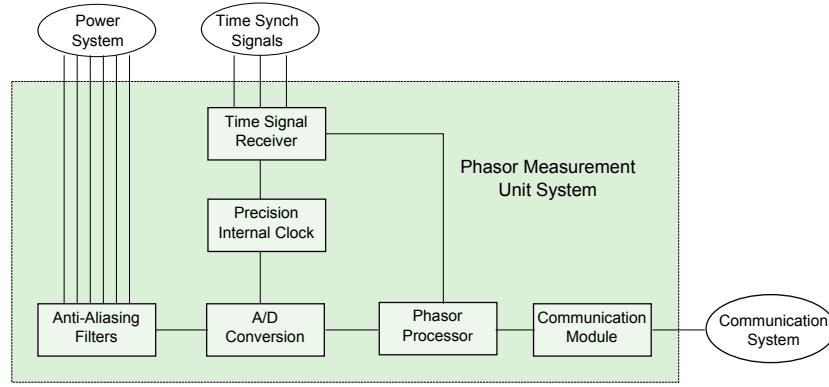 Power
System
Time Synch
Signals
Time Signal
Receiver
Phasor Measurement
Unit System
Precision
Internal Clock
Anti-Aliasing
Filters
A/D
Conversion
Phasor
Processor
Communication
Module
Communication
System